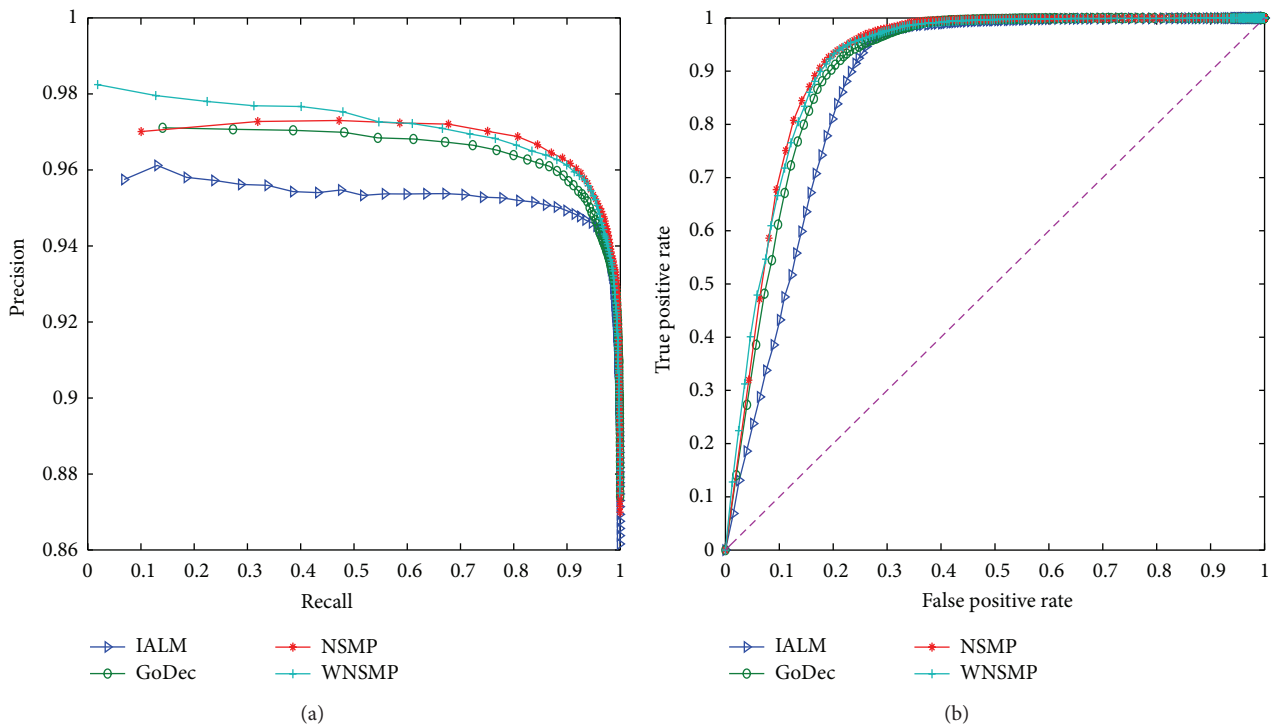 1
0.98
0.96
0.94
0.92
0.9
0.88
0.86
Precision
0 0.1 0.2 0.3 0.4 0.5 0.6 0.7 0.8 0.9 1
Recall
IALM
GoDec
NSMP
WNSMP
(a)
1
0.9
0.8
0.7
0.6
0.5
0.4
0.3
0.2
0.1
0
True positive rate
0 0.1 0.2 0.3 0.4 0.5 0.6 0.7 0.8 0.9 1
False positive rate
IALM
GoDec
NSMP
WNSMP
(b)